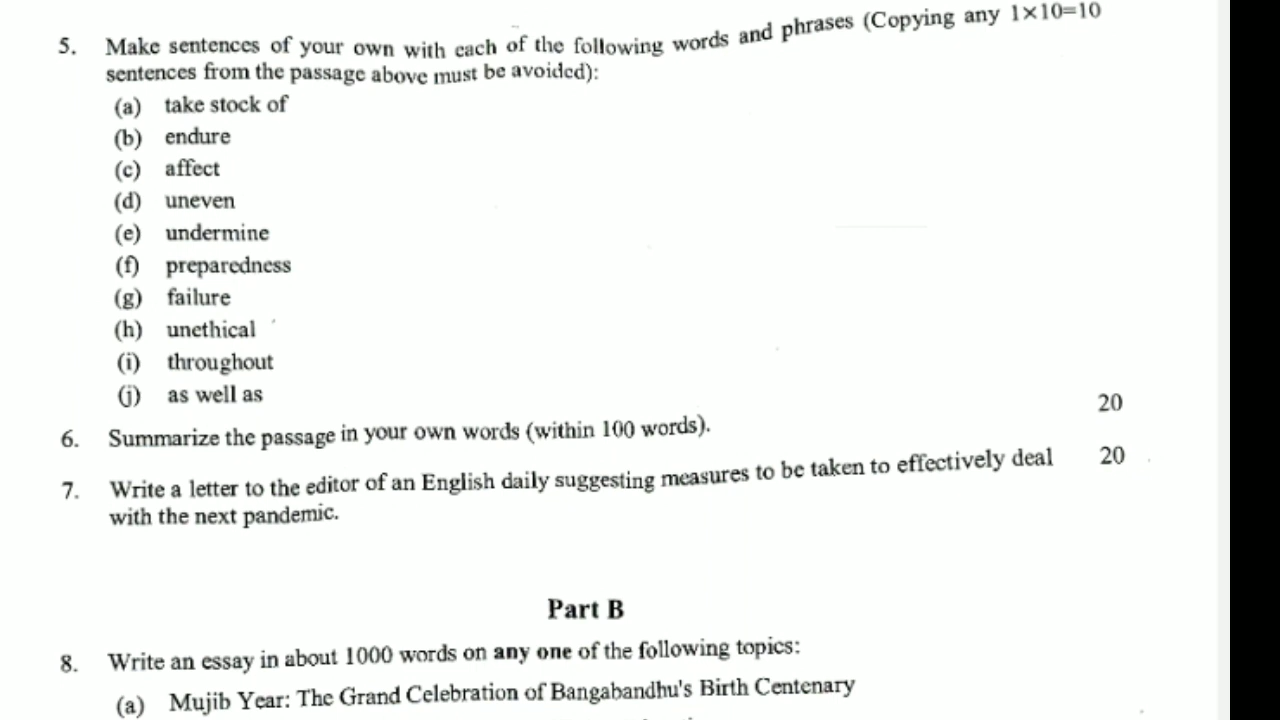 5. Make sentences of your own with each of the following words and phrases (Copying any 1×10=10
sentences from the passage above must be avoided):
(a) take stock of
(b) endure
(c) affect
(d) uneven
(e) undermine
(f) preparedness
(g) failure
(h) unethical
(i) throughout
(j) as well as
6. Summarize the passage in your own words (within 100 words). 20
7. Write a letter to the editor of an English daily suggesting measures to be taken to effectively deal 20
with the next pandemic.
Part B
8. Write an essay in about 1000 words on any one of the following topics:
(a) Mujib Year: The Grand Celebration of Bangabandhu's Birth Centenary